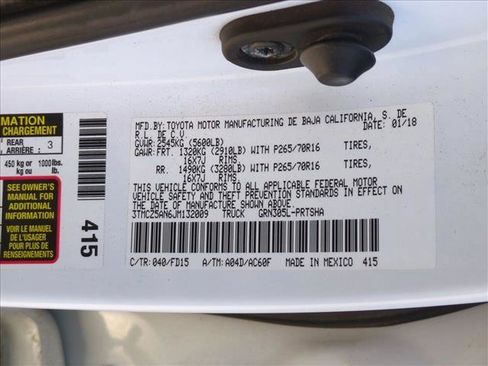 MFD.BY: TOYOTA MOTOR MANUFACTURING DE BAJA CALIFORNIA, S. DE
R.L. DE C.V. DATE: 01/18
GVWR: 2545KG (5600LB)
GAWR: FRT. 1320KG (2910LB) WITH P265/70R16 TIRES,
16X7J RIMS
RR. 1490KG (3280LB) WITH P265/70R16 TIRES,
16X7J RIMS
THIS VEHICLE CONFORMS TO ALL APPLICABLE FEDERAL MOTOR
VEHICLE SAFETY STANDARDS IN EFFECT ON THE DATE OF
MANUFACTURE SHOWN ABOVE.
3TMCZ5AN6JM132009 TRUCK GRN305L-PRTSHA
C/TR: 040/FD15 A/TM: A04D/AC60F MADE IN MEXICO 415
415
MATION
CHARGEMENT
REAR
ARRIÈRE : 3
450 kg or 1000 lbs.
kg ou lb.
SEE OWNER'S
MANUAL FOR
ADDITIONAL
INFORMATION
VOIR LE MANUEL
DE L'USAGER
POUR PLUS DE
RENSEIGNEMENTS